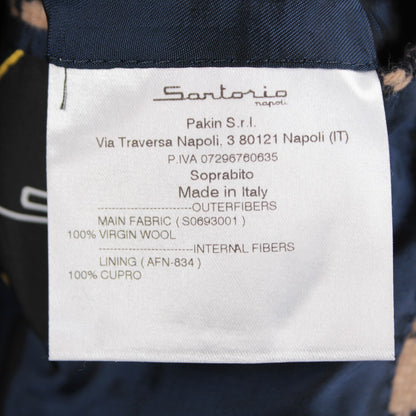 Sartorio
napoli
Pakin S.r.l.
Via Traversa Napoli, 3 80121 Napoli (IT)
P.IVA 07296760635
Soprabito
Made in Italy
--------------------------OUTERFIBERS
MAIN FABRIC ( S0693001 )
100% VIRGIN WOOL
--------------------------INTERNAL FIBERS
LINING ( AFN-834 )
100% CUPRO